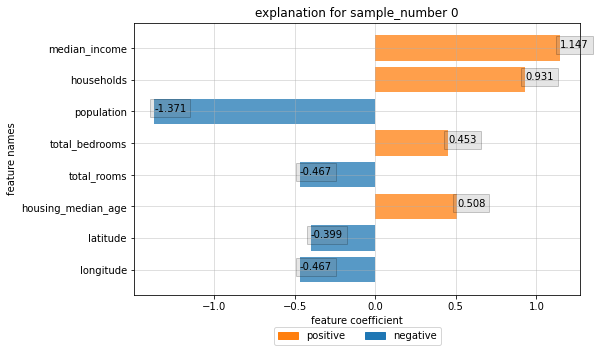 explanation for sample_number 0
feature names
median_income 1.147
households 0.931
population -1.371
total_bedrooms 0.453
total_rooms -0.467
housing_median_age 0.508
latitude -0.399
longitude -0.467
−1.0 −0.5 0.0 0.5 1.0
feature coefficient
positive negative